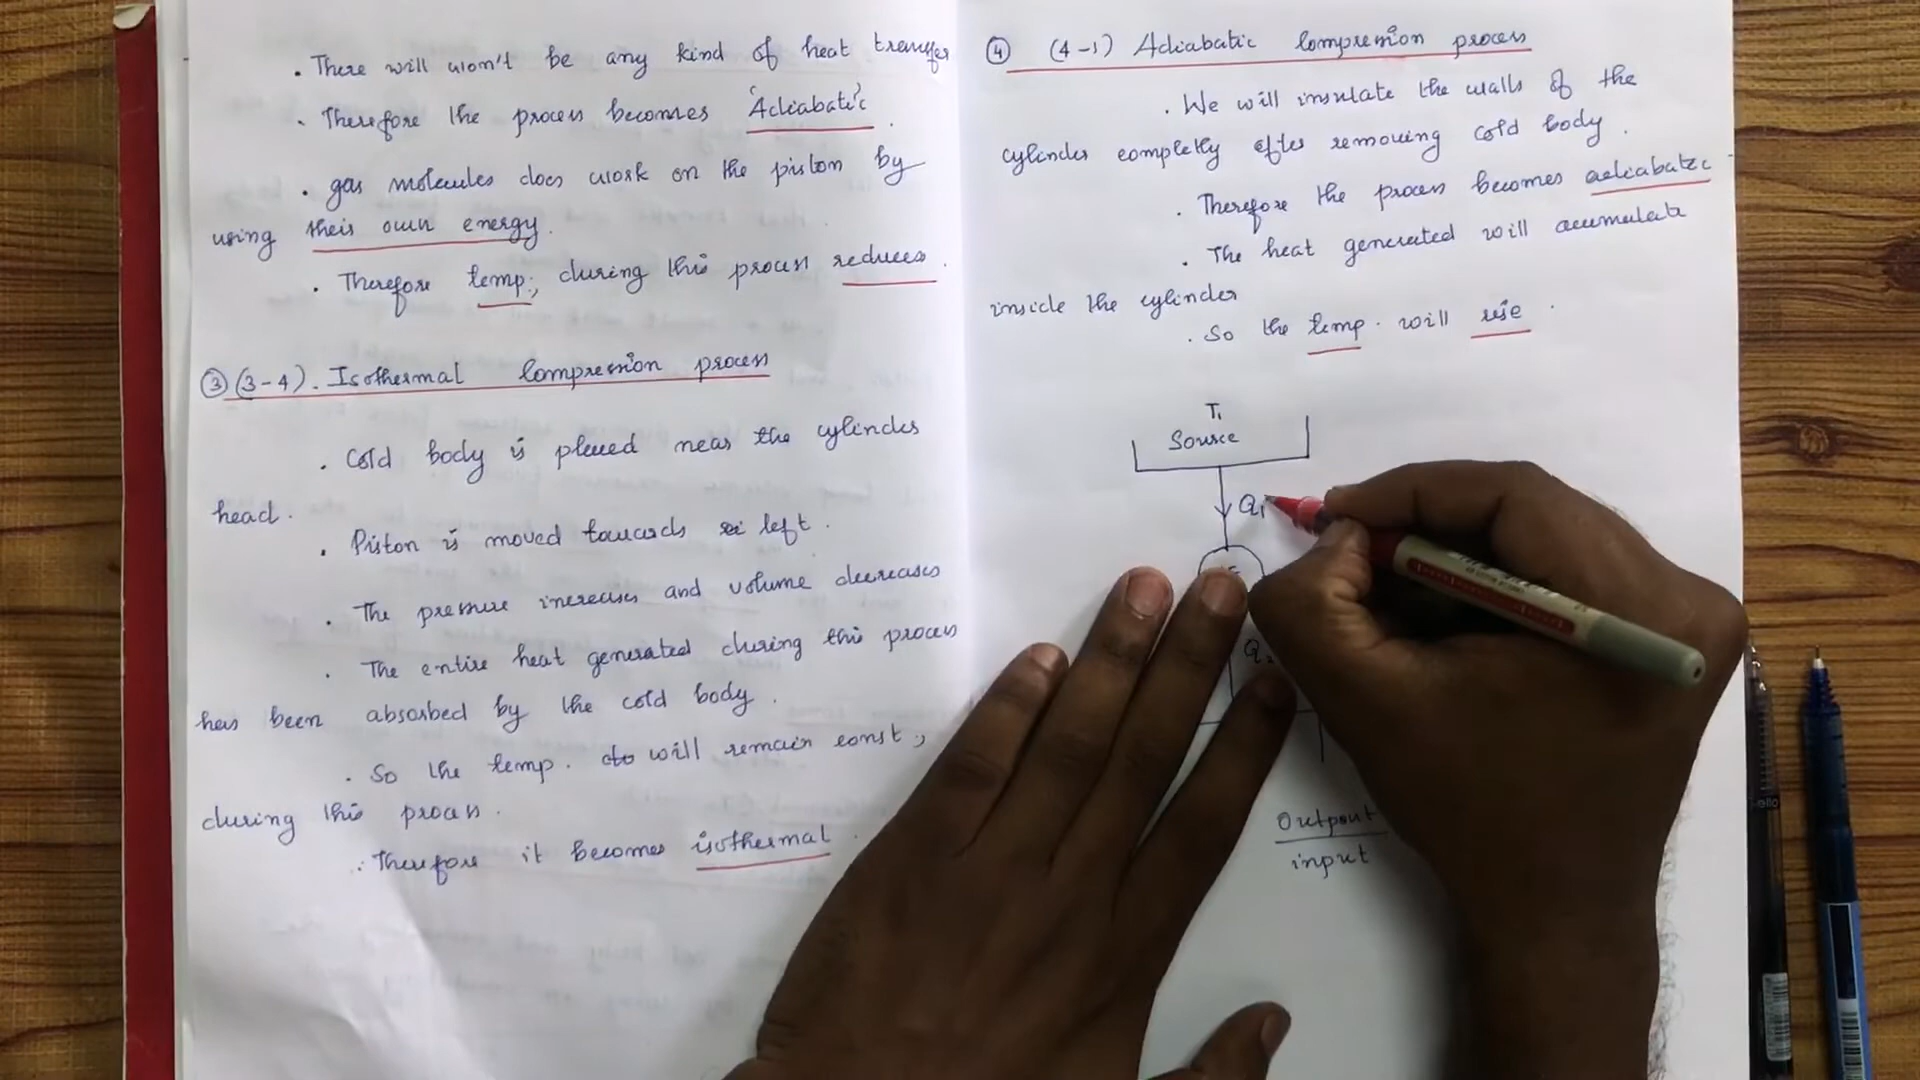 . There will won't be any kind of heat transfer
. Therefore the process becomes 'Adiabatic'.
. gas molecules does work on the piston by
using their own energy.
. Therefore temp:, during this process reduces.
③ (3-4). Isothermal Compression process
. Cold body is placed near the cylinder
head.
. Piston is moved towards left.
. The pressure increases and volume decreases
. The entire heat generated during this process
has been absorbed by the cold body.
. So the temp. will remain const;
during this process.
∴ Therefore it becomes isothermal.
④ (4-1) Adiabatic Compression process
. We will insulate the walls of the
cylinder completly after removing cold body.
. Therefore the process becomes adiabatic
. The heat generated will accumulate
inside the cylinder
. So the temp. will rise.
T₁
Source
Q₁
Q₂
Output
input